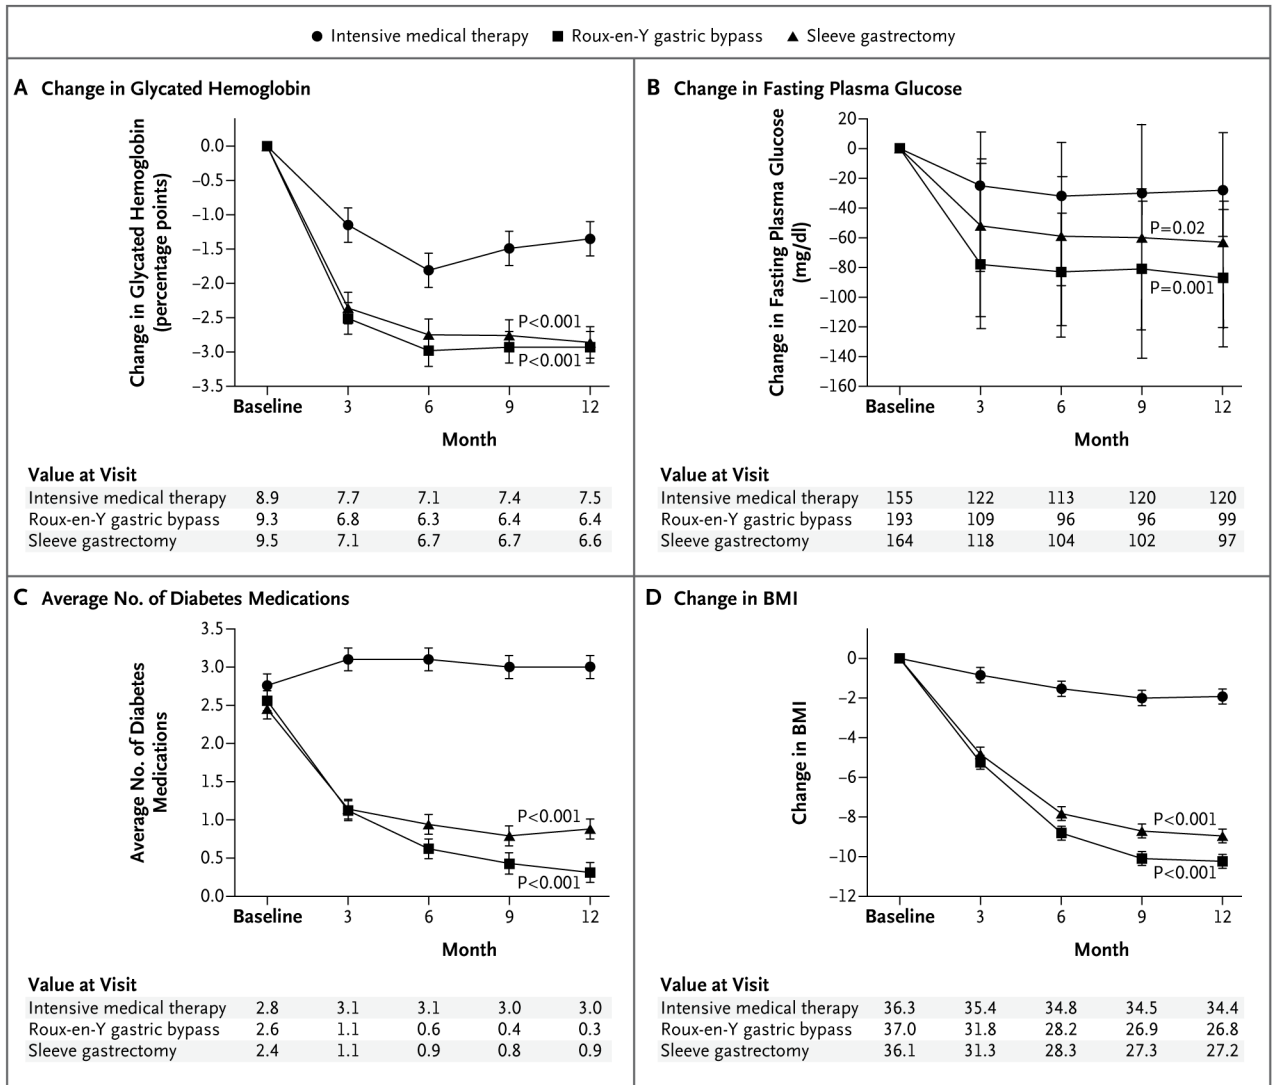 Intensive medical therapy Roux-en-Y gastric bypass Sleeve gastrectomy
A Change in Glycated Hemoglobin
Change in Glycated Hemoglobin
(percentage points)
0.0
−0.5
−1.0
−1.5
−2.0
−2.5
−3.0
−3.5
P<0.001
P<0.001
Baseline 3 6 9 12
Month
Value at Visit
Intensive medical therapy 8.9 7.7 7.1 7.4 7.5
Roux-en-Y gastric bypass 9.3 6.8 6.3 6.4 6.4
Sleeve gastrectomy 9.5 7.1 6.7 6.7 6.6
B Change in Fasting Plasma Glucose
Change in Fasting Plasma Glucose
(mg/dl)
20
0
−20
−40
−60
−80
−100
−120
−140
−160
P=0.02
P=0.001
Baseline 3 6 9 12
Month
Value at Visit
Intensive medical therapy 155 122 113 120 120
Roux-en-Y gastric bypass 193 109 96 96 99
Sleeve gastrectomy 164 118 104 102 97
C Average No. of Diabetes Medications
Average No. of Diabetes
Medications
3.5
3.0
2.5
2.0
1.5
1.0
0.5
0.0
P<0.001
P<0.001
Baseline 3 6 9 12
Month
Value at Visit
Intensive medical therapy 2.8 3.1 3.1 3.0 3.0
Roux-en-Y gastric bypass 2.6 1.1 0.6 0.4 0.3
Sleeve gastrectomy 2.4 1.1 0.9 0.8 0.9
D Change in BMI
Change in BMI
0
−2
−4
−6
−8
−10
−12
P<0.001
P<0.001
Baseline 3 6 9 12
Month
Value at Visit
Intensive medical therapy 36.3 35.4 34.8 34.5 34.4
Roux-en-Y gastric bypass 37.0 31.8 28.2 26.9 26.8
Sleeve gastrectomy 36.1 31.3 28.3 27.3 27.2